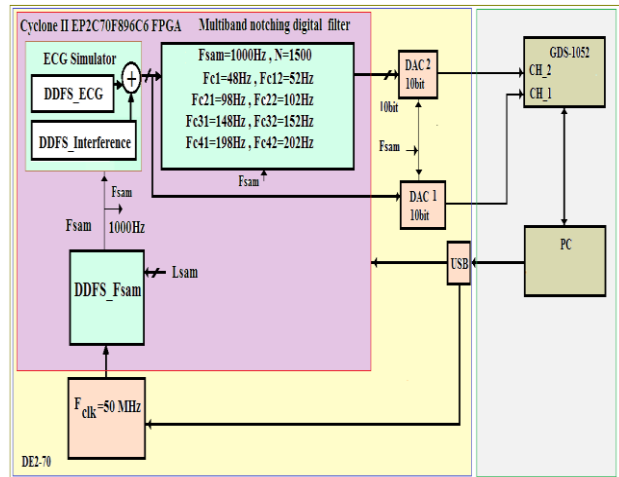 Cyclone II EP2C70F896C6 FPGA
Multiband notching digital filter
ECG Simulator
DDFS_ECG
+
DDFS_Interference
Fsam=1000Hz , N=1500
Fc1=48Hz , Fc12=52Hz
Fc21=98Hz , Fc22=102Hz
Fc31=148Hz , Fc32=152Hz
Fc41=198Hz , Fc42=202Hz
Fsam
DAC 2
10bit
10bit
Fsam
DAC 1
10bit
GDS-1052
CH_2
CH_1
PC
USB
Fsam
Fsam
1000Hz
DDFS_Fsam
Lsam
Fclk=50 MHz
DE2-70